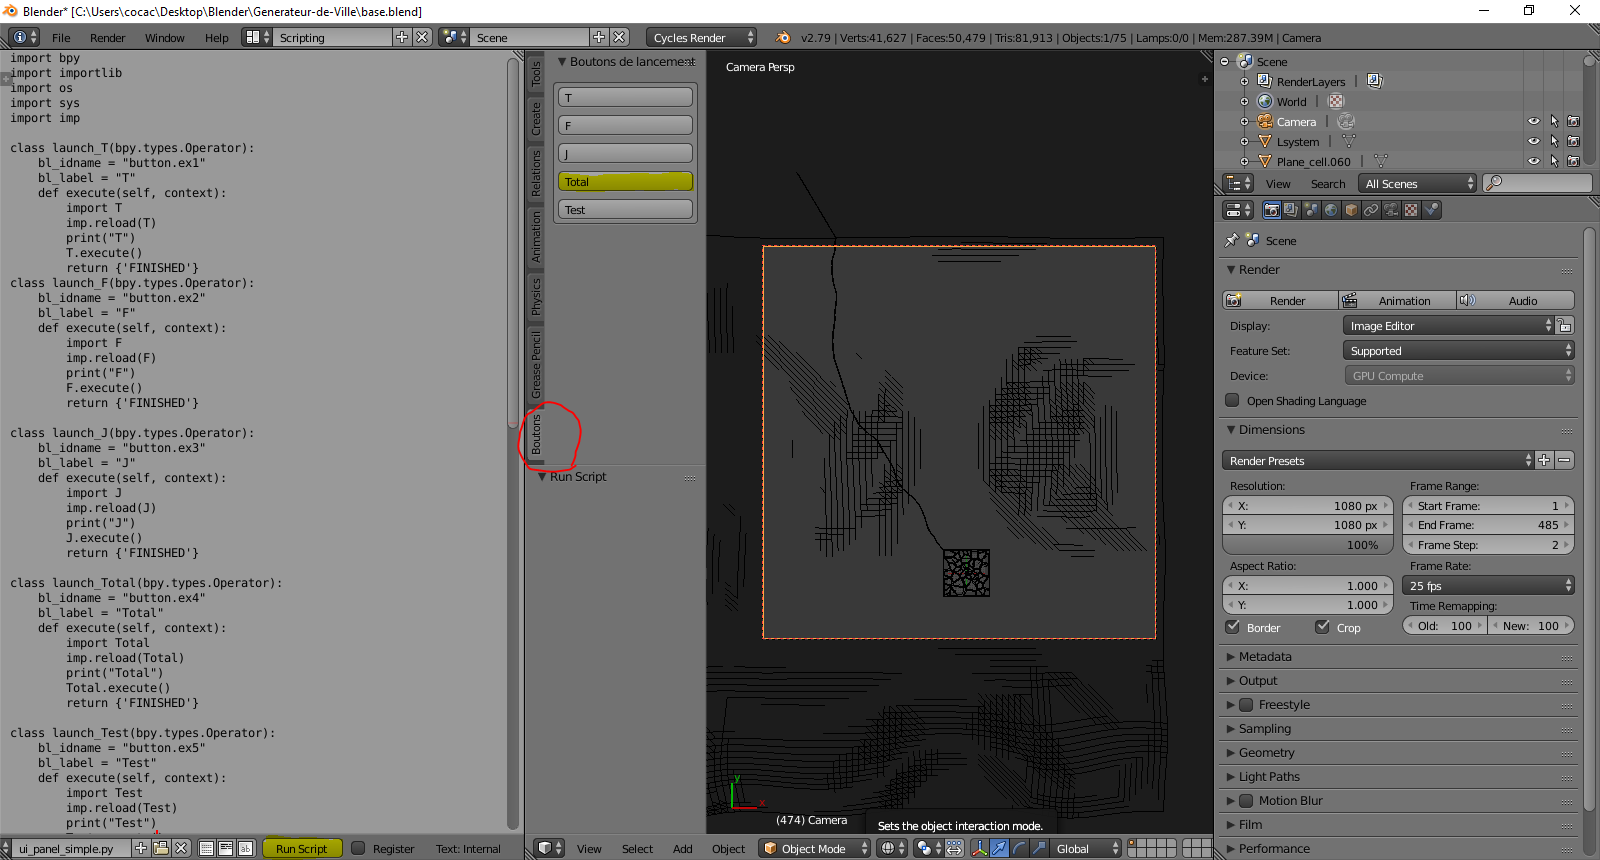 Blender* [C:\Users\cocac\Desktop\Blender\Generateur-de-Ville\base.blend]
File Render Window Help Scripting Scene Cycles Render v2.79 | Verts:41,627 | Faces:50,479 | Tris:81,913 | Objects:1/75 | Lamps:0/0 | Mem:287.39M | Camera
import bpy
import importlib
import os
import sys
import imp
class launch_T(bpy.types.Operator):
bl_idname = "button.ex1"
bl_label = "T"
def execute(self, context):
import T
imp.reload(T)
print("T")
T.execute()
return {'FINISHED'}
class launch_F(bpy.types.Operator):
bl_idname = "button.ex2"
bl_label = "F"
def execute(self, context):
import F
imp.reload(F)
print("F")
F.execute()
return {'FINISHED'}
class launch_J(bpy.types.Operator):
bl_idname = "button.ex3"
bl_label = "J"
def execute(self, context):
import J
imp.reload(J)
print("J")
J.execute()
return {'FINISHED'}
class launch_Total(bpy.types.Operator):
bl_idname = "button.ex4"
bl_label = "Total"
def execute(self, context):
import Total
imp.reload(Total)
print("Total")
Total.execute()
return {'FINISHED'}
class launch_Test(bpy.types.Operator):
bl_idname = "button.ex5"
bl_label = "Test"
def execute(self, context):
import Test
imp.reload(Test)
print("Test")
ui_panel_simple.py Run Script Register Text: Internal
Tools
Create
Relations
Animation
Physics
Grease Pencil
Boutons
Boutons de lancement
T
F
J
Total
Test
Run Script
Camera Persp
y
x
(474) Camera
Sets the object interaction mode.
View Select Add Object Object Mode Global
Scene
RenderLayers
World
Camera
Lsystem
Plane_cell.060
View Search All Scenes
Scene
Render
Render Animation Audio
Display: Image Editor
Feature Set: Supported
Device: GPU Compute
Open Shading Language
Dimensions
Render Presets
Resolution: Frame Range:
X: 1080 px Start Frame: 1
Y: 1080 px End Frame: 485
100% Frame Step: 2
Aspect Ratio: Frame Rate:
X: 1.000 25 fps
Y: 1.000 Time Remapping:
Border Crop Old: 100 New: 100
Metadata
Output
Freestyle
Sampling
Geometry
Light Paths
Motion Blur
Film
Performance